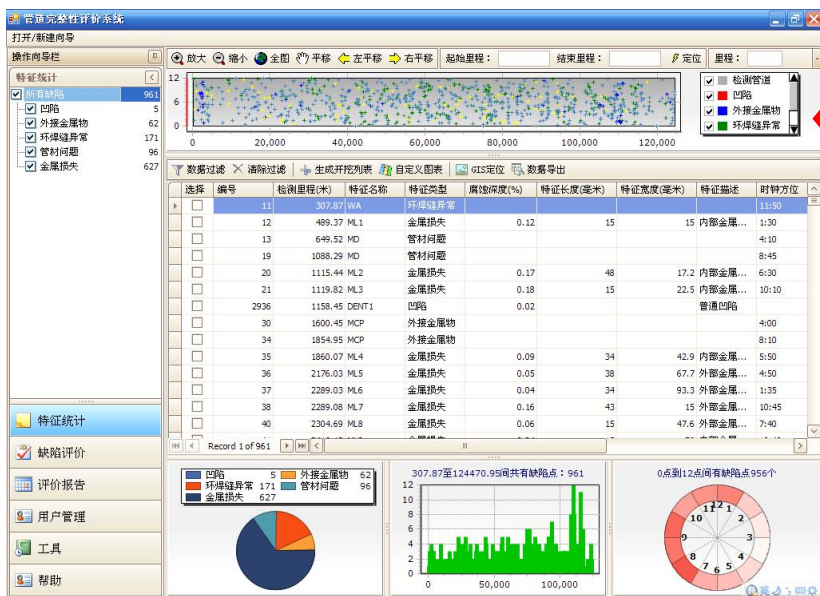 管道完整性评价系统
打开/新建向导
操作向导栏
特征统计
所有缺陷 961
凹陷 5
外接金属物 62
环焊缝异常 171
管材问题 96
金属损失 627
特征统计
缺陷评价
评价报告
用户管理
工具
帮助
放大 缩小 全图 平移 左平移 右平移 起始里程： 结束里程： 定位 里程：
12
6
0
0 20,000 40,000 60,000 80,000 100,000 120,000
检测管道
凹陷
外接金属物
环焊缝异常
数据过滤 清除过滤 生成开挖列表 自定义图表 GIS定位 数据导出
选择 编号 检测里程(米) 特征名称 特征类型 腐蚀深度(%) 特征长度(毫米) 特征宽度(毫米) 特征描述 时钟方位
11 307.87 WA 环焊缝异常 11:50
12 489.37 ML1 金属损失 0.12 15 15 内部金属... 1:30
13 649.52 MD 管材问题 4:10
19 1088.29 MD 管材问题 8:45
20 1115.44 ML2 金属损失 0.17 48 17.2 内部金属... 6:30
21 1119.82 ML3 金属损失 0.18 15 22.5 内部金属... 10:10
2936 1158.45 DENT1 凹陷 0.02 普通凹陷
30 1600.45 MCP 外接金属物 4:00
34 1854.95 MCP 外接金属物 8:10
35 1860.07 ML4 金属损失 0.09 34 42.9 内部金属... 5:50
36 2176.03 ML5 金属损失 0.05 38 67.7 外部金属... 4:50
37 2289.03 ML6 金属损失 0.04 34 93.3 外部金属... 1:35
38 2289.08 ML7 金属损失 0.16 43 15 外部金属... 10:45
40 2304.69 ML8 金属损失 0.06 15 47.6 外部金属... 7:40
Record 1 of 961
凹陷 5 外接金属物 62
环焊缝异常 171 管材问题 96
金属损失 627
307.87至124470.95间共有缺陷点：961
12
10
8
6
4
2
0
0 50,000 100,000
0点到12点间有缺陷点956个
12 1 2 3 4 5 6 7 8 9 10 11
英